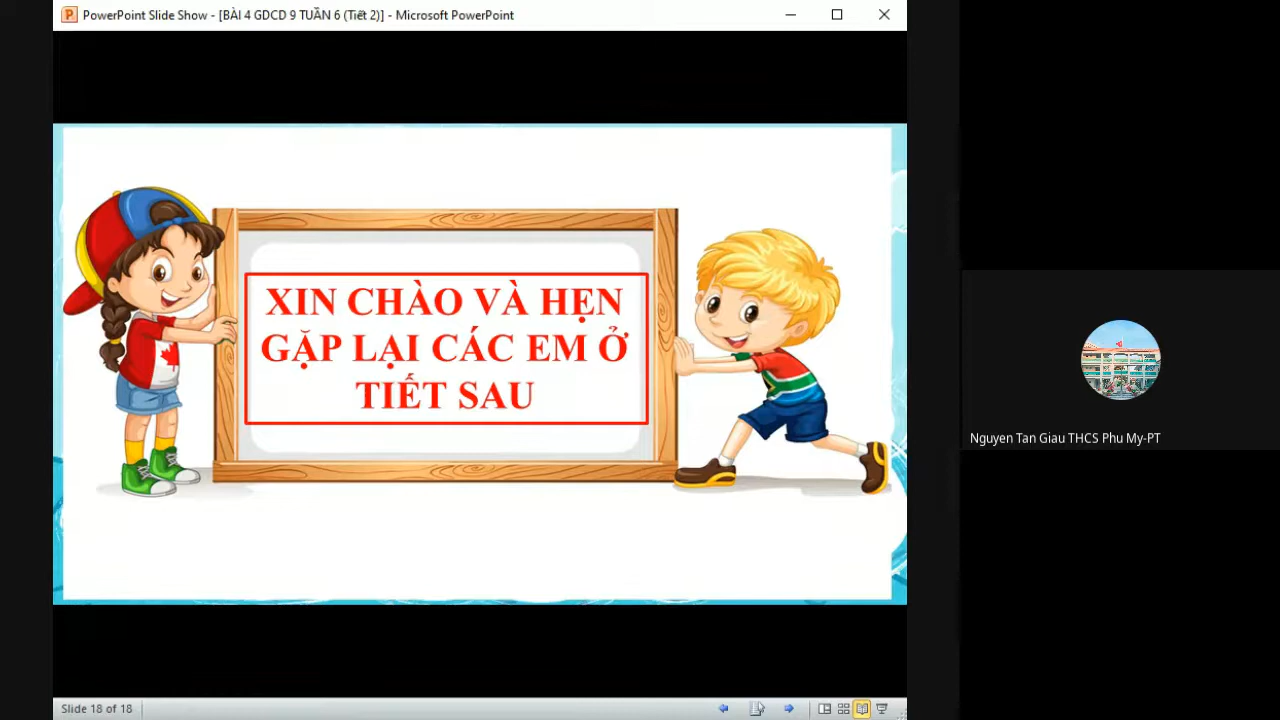 PowerPoint Slide Show - [BÀI 4 GDCD 9 TUẦN 6 (Tiết 2)] - Microsoft PowerPoint
XIN CHÀO VÀ HẸN
GẶP LẠI CÁC EM Ở
TIẾT SAU
Nguyen Tan Giau THCS Phu My-PT
Slide 18 of 18